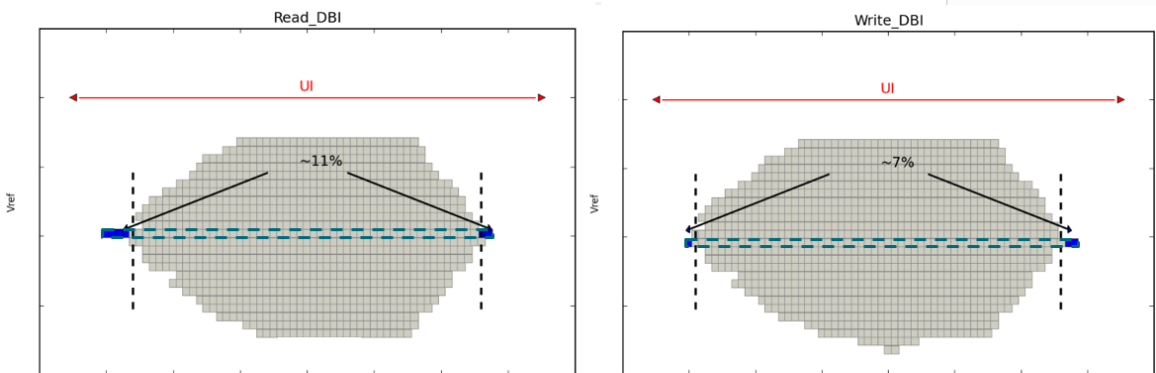 Read_DBI
UI
~11%
Vref
Write_DBI
UI
~7%
Vref